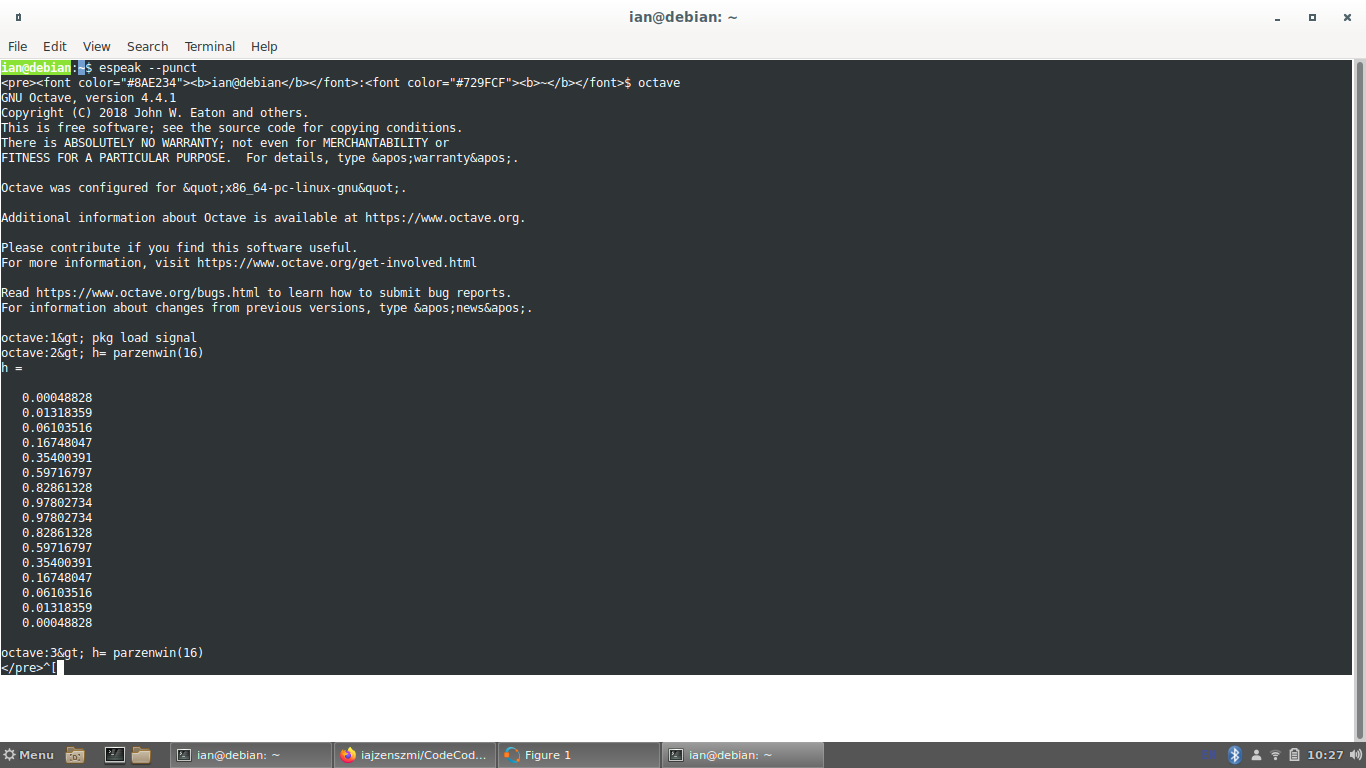 ian@debian: ~
File Edit View Search Terminal Help
ian@debian:~$ espeak --punct
<pre><font color="#8AE234"><b>ian@debian</b></font>:<font color="#729FCF"><b>~</b></font>$ octave
GNU Octave, version 4.4.1
Copyright (C) 2018 John W. Eaton and others.
This is free software; see the source code for copying conditions.
There is ABSOLUTELY NO WARRANTY; not even for MERCHANTABILITY or
FITNESS FOR A PARTICULAR PURPOSE.  For details, type &apos;warranty&apos;.
Octave was configured for &quot;x86_64-pc-linux-gnu&quot;.
Additional information about Octave is available at https://www.octave.org.
Please contribute if you find this software useful.
For more information, visit https://www.octave.org/get-involved.html
Read https://www.octave.org/bugs.html to learn how to submit bug reports.
For information about changes from previous versions, type &apos;news&apos;.
octave:1&gt; pkg load signal
octave:2&gt; h= parzenwin(16)
h =
0.00048828
0.01318359
0.06103516
0.16748047
0.35400391
0.59716797
0.82861328
0.97802734
0.97802734
0.82861328
0.59716797
0.35400391
0.16748047
0.06103516
0.01318359
0.00048828
octave:3&gt; h= parzenwin(16)
</pre>^[
Menu ian@debian: ~ iajzenszmi/CodeCod... Figure 1 ian@debian: ~ 10:27